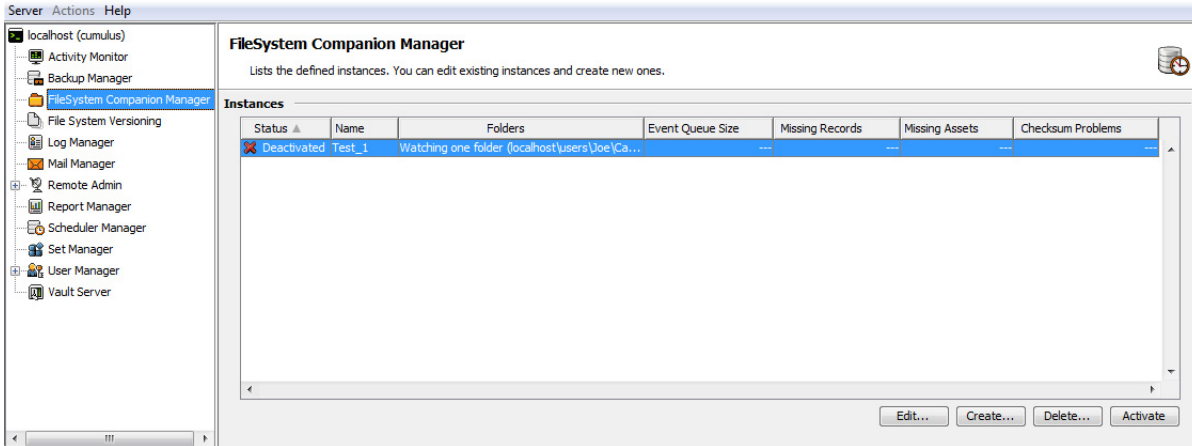 Server Actions Help
localhost (cumulus)
Activity Monitor
Backup Manager
FileSystem Companion Manager
File System Versioning
Log Manager
Mail Manager
Remote Admin
Report Manager
Scheduler Manager
Set Manager
User Manager
Vault Server
FileSystem Companion Manager
Lists the defined instances. You can edit existing instances and create new ones.
Instances
Status Name Folders Event Queue Size Missing Records Missing Assets Checksum Problems
Deactivated Test_1 Watching one folder (localhost\users\Joe\Ca... --- --- --- ---
Edit... Create... Delete... Activate